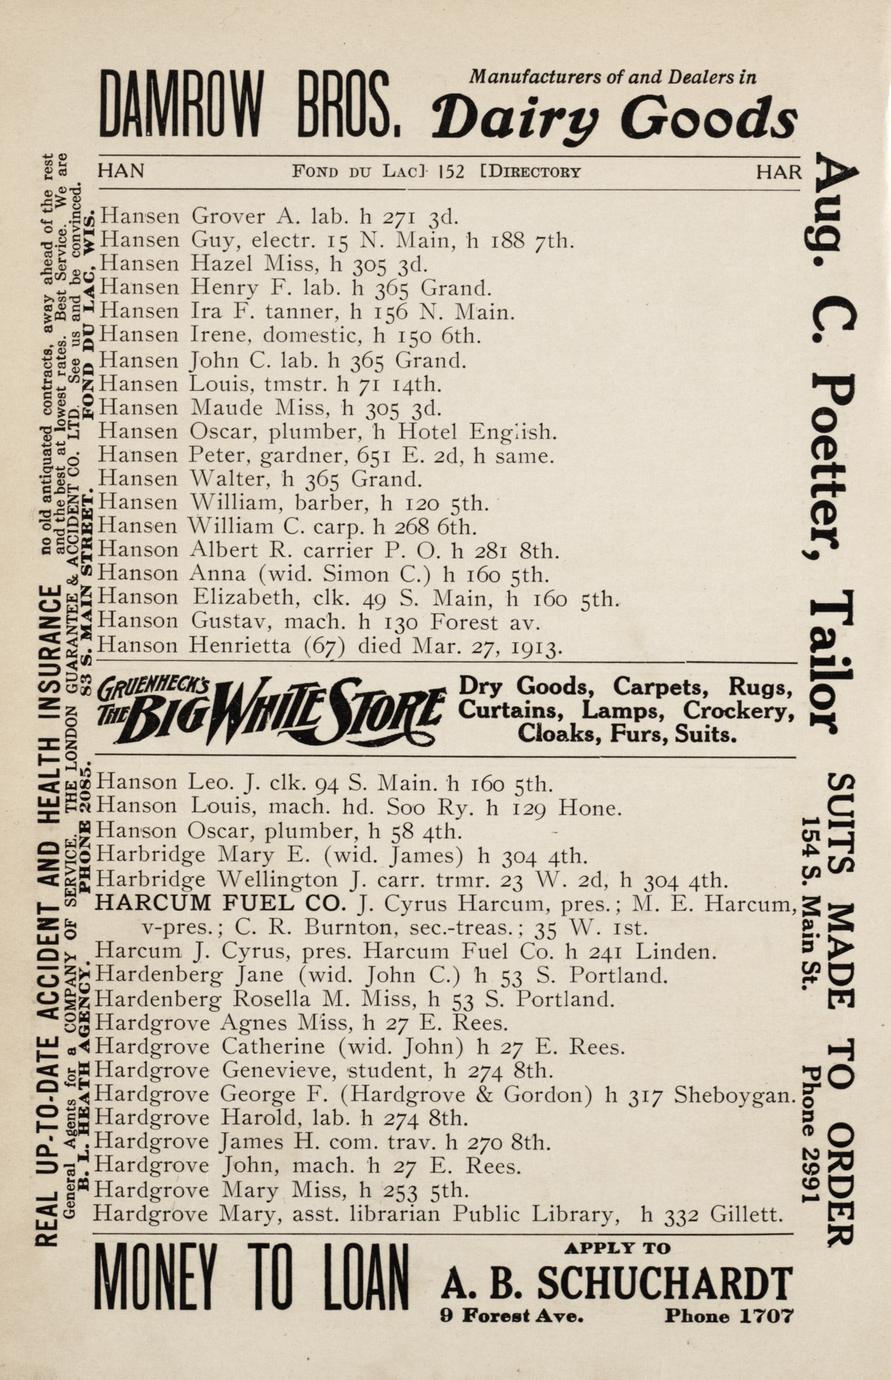 DAMROW BROS. Manufacturers of and Dealers in
Dairy Goods
HAN FOND DU LAC] 152 [DIRECTORY HAR
Hansen Grover A. lab. h 271 3d.
Hansen Guy, electr. 15 N. Main, h 188 7th.
Hansen Hazel Miss, h 305 3d.
Hansen Henry F. lab. h 365 Grand.
Hansen Ira F. tanner, h 156 N. Main.
Hansen Irene, domestic, h 150 6th.
Hansen John C. lab. h 365 Grand.
Hansen Louis, tmstr. h 71 14th.
Hansen Maude Miss, h 305 3d.
Hansen Oscar, plumber, h Hotel English.
Hansen Peter, gardner, 651 E. 2d, h same.
Hansen Walter, h 365 Grand.
Hansen William, barber, h 120 5th.
Hansen William C. carp. h 268 6th.
Hanson Albert R. carrier P. O. h 281 8th.
Hanson Anna (wid. Simon C.) h 160 5th.
Hanson Elizabeth, clk. 49 S. Main, h 160 5th.
Hanson Gustav, mach. h 130 Forest av.
Hanson Henrietta (67) died Mar. 27, 1913.
GRUENHECK'S
THE BIG WHITE STORE
Dry Goods, Carpets, Rugs,
Curtains, Lamps, Crockery,
Cloaks, Furs, Suits.
Hanson Leo. J. clk. 94 S. Main. h 160 5th.
Hanson Louis, mach. hd. Soo Ry. h 129 Hone.
Hanson Oscar, plumber, h 58 4th.
Harbridge Mary E. (wid. James) h 304 4th.
Harbridge Wellington J. carr. trmr. 23 W. 2d, h 304 4th.
HARCUM FUEL CO. J. Cyrus Harcum, pres.; M. E. Harcum,
v-pres.; C. R. Burnton, sec.-treas.; 35 W. 1st.
Harcum J. Cyrus, pres. Harcum Fuel Co. h 241 Linden.
Hardenberg Jane (wid. John C.) h 53 S. Portland.
Hardenberg Rosella M. Miss, h 53 S. Portland.
Hardgrove Agnes Miss, h 27 E. Rees.
Hardgrove Catherine (wid. John) h 27 E. Rees.
Hardgrove Genevieve, student, h 274 8th.
Hardgrove George F. (Hardgrove & Gordon) h 317 Sheboygan.
Hardgrove Harold, lab. h 274 8th.
Hardgrove James H. com. trav. h 270 8th.
Hardgrove John, mach. h 27 E. Rees.
Hardgrove Mary Miss, h 253 5th.
Hardgrove Mary, asst. librarian Public Library, h 332 Gillett.
MONEY TO LOAN
APPLY TO
A. B. SCHUCHARDT
9 Forest Ave. Phone 1707
REAL UP-TO-DATE ACCIDENT AND HEALTH INSURANCE
no old antiquated contracts, away ahead of the rest
and the best at lowest rates. Best Service. We are
General Agents for a COMPANY OF SERVICE. THE LONDON GUARANTEE & ACCIDENT CO. LTD. See us and be convinced.
B. L. HEATH AGENCY. PHONE 2085. 83 S. MAIN STREET. FOND DU LAC, WIS.
Aug. C. Poetter, Tailor
SUITS MADE TO ORDER
154 S. Main St. Phone 2991